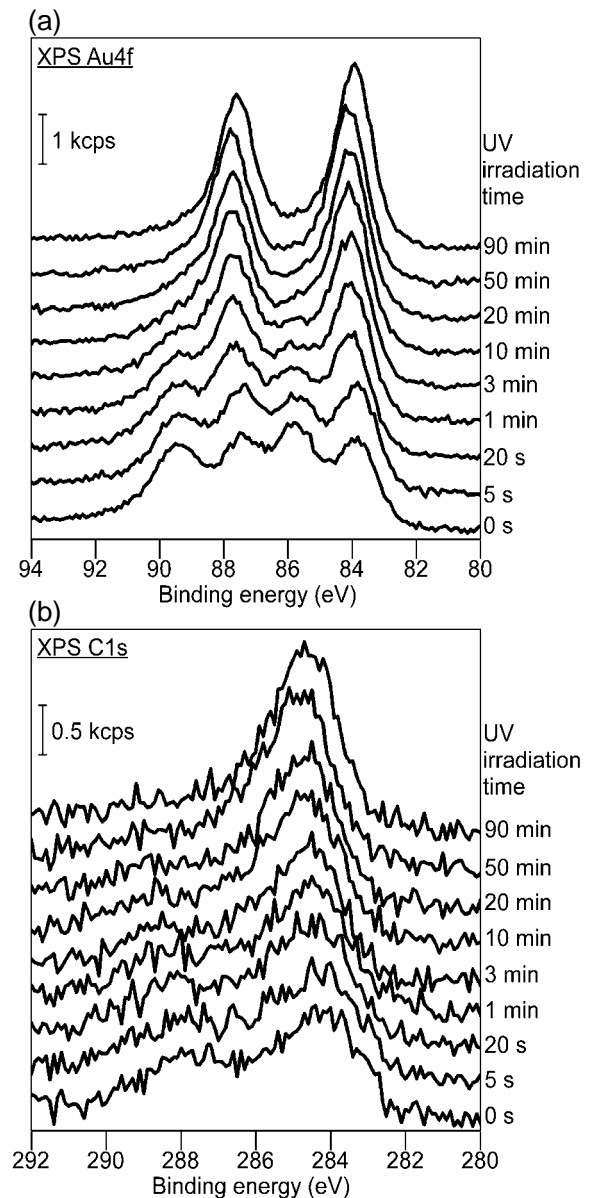 (a)
XPS Au4f
1 kcps
UV
irradiation
time
90 min
50 min
20 min
10 min
3 min
1 min
20 s
5 s
0 s
94 92 90 88 86 84 82 80
Binding energy (eV)
(b)
XPS C1s
0.5 kcps
UV
irradiation
time
90 min
50 min
20 min
10 min
3 min
1 min
20 s
5 s
0 s
292 290 288 286 284 282 280
Binding energy (eV)